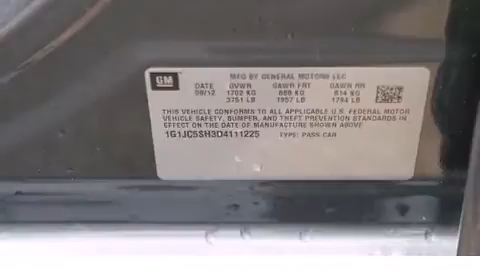 GM
MFG BY GENERAL MOTORS LLC
DATE GVWR GAWR FRT GAWR RR
09/12 1702 KG 888 KG 814 KG
3751 LB 1957 LB 1794 LB
THIS VEHICLE CONFORMS TO ALL APPLICABLE U.S. FEDERAL MOTOR
VEHICLE SAFETY, BUMPER, AND THEFT PREVENTION STANDARDS IN
EFFECT ON THE DATE OF MANUFACTURE SHOWN ABOVE
1G1JC5SH3D4111225 TYPE: PASS CAR